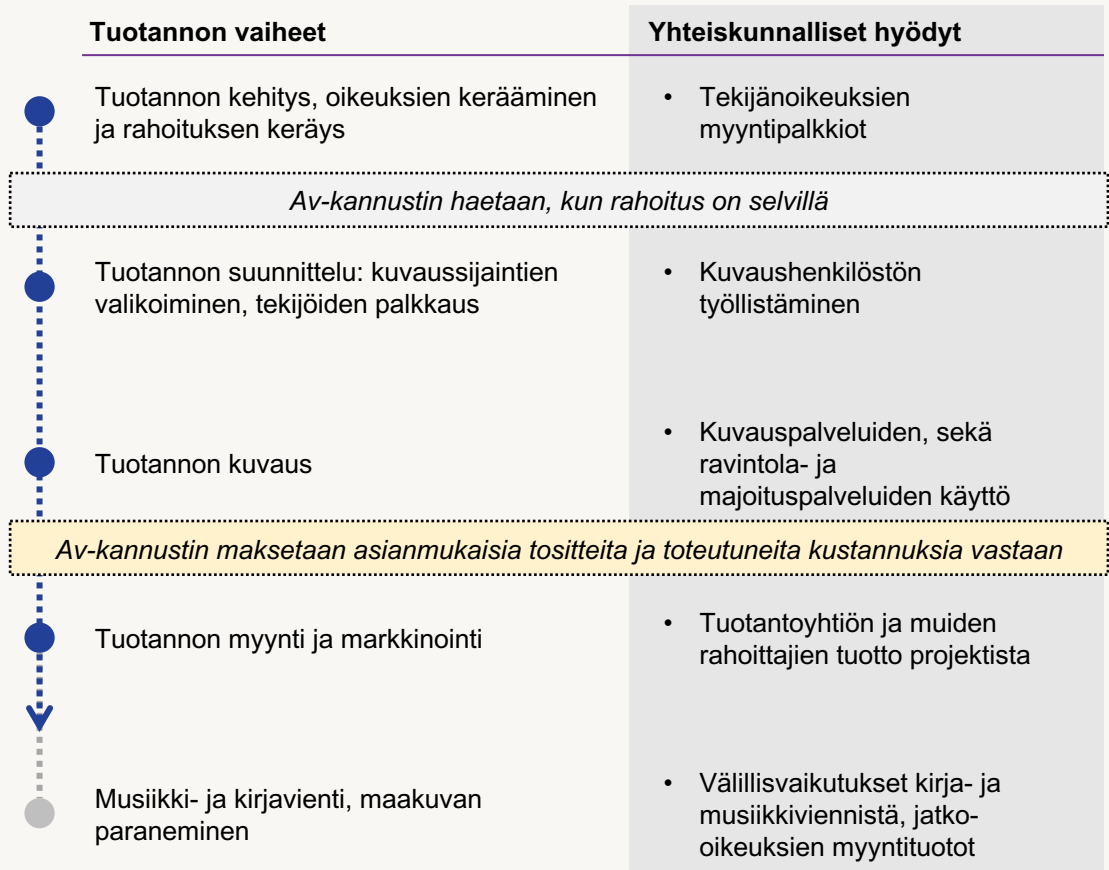 Tuotannon vaiheet
Yhteiskunnalliset hyödyt
Tuotannon kehitys, oikeuksien kerääminen
ja rahoituksen keräys
• Tekijänoikeuksien
myyntipalkkiot
Av-kannustin haetaan, kun rahoitus on selvillä
Tuotannon suunnittelu: kuvaussijaintien
valikoiminen, tekijöiden palkkaus
• Kuvaushenkilöstön
työllistäminen
Tuotannon kuvaus
• Kuvauspalveluiden, sekä
ravintola- ja
majoituspalveluiden käyttö
Av-kannustin maksetaan asianmukaisia tositteita ja toteutuneita kustannuksia vastaan
Tuotannon myynti ja markkinointi
• Tuotantoyhtiön ja muiden
rahoittajien tuotto projektista
Musiikki- ja kirjavienti, maakuvan
paraneminen
• Välillisvaikutukset kirja- ja
musiikkiviennistä, jatko-
oikeuksien myyntituotot